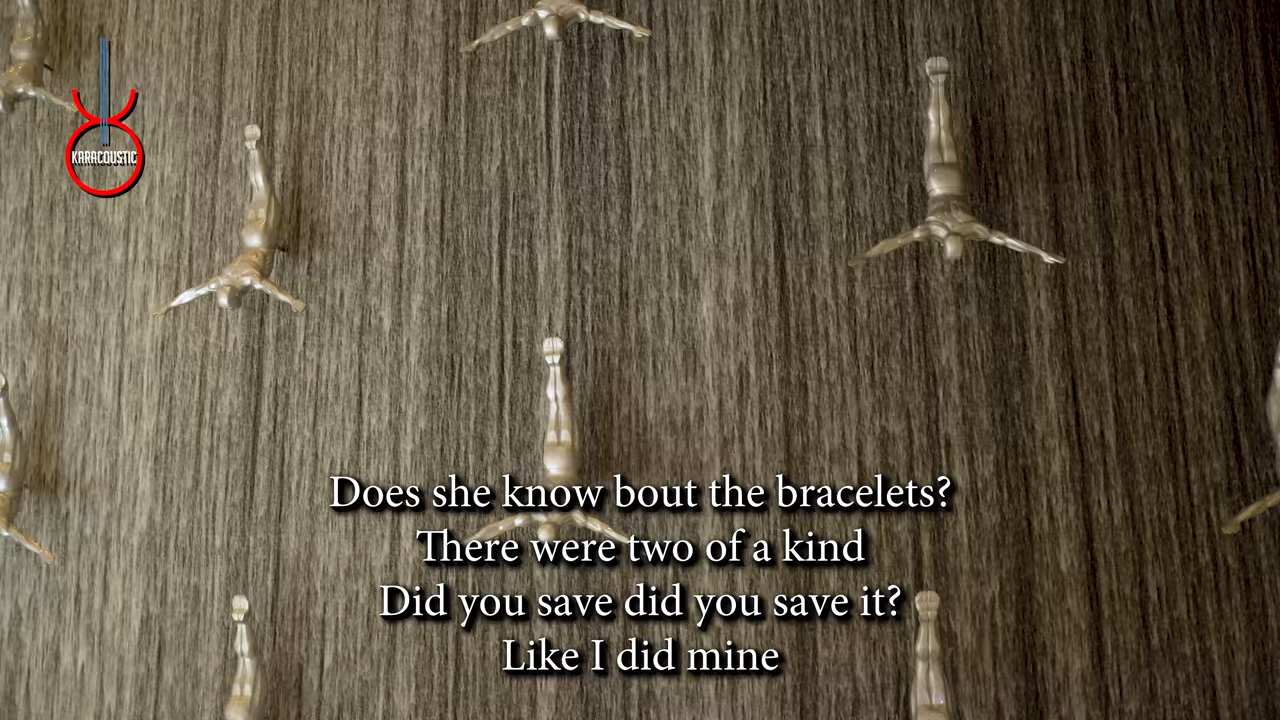 KARACOUSTIC
Does she know bout the bracelets?
There were two of a kind
Did you save did you save it?
Like I did mine